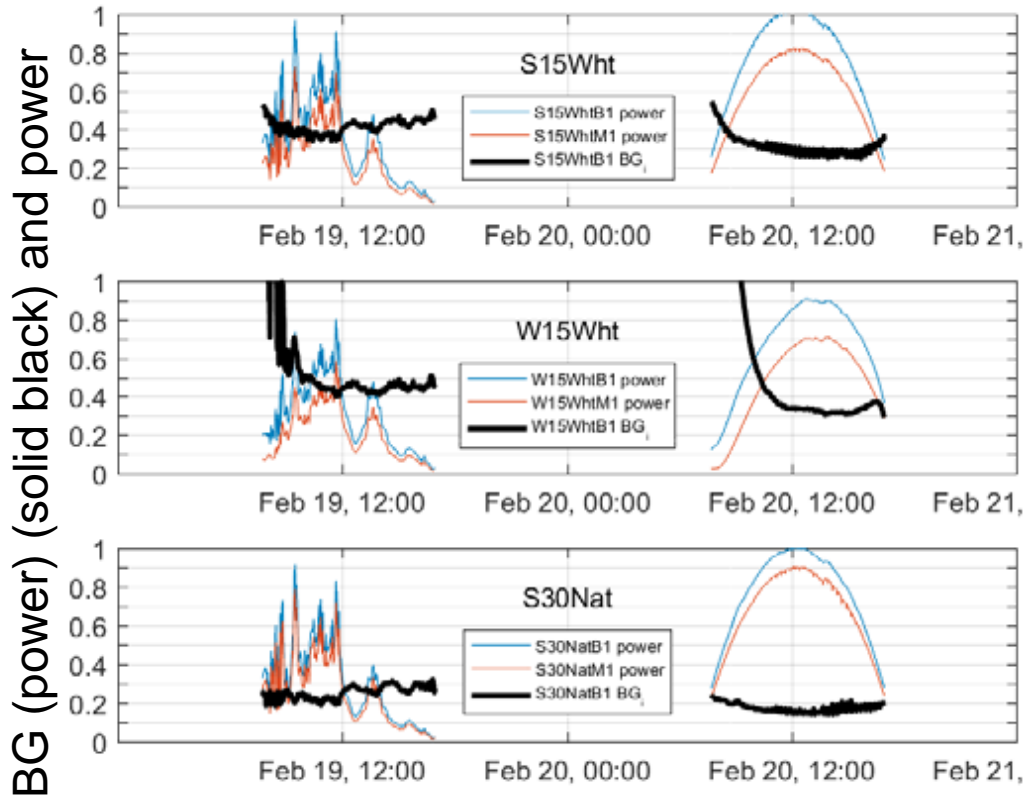 BG (power) (solid black) and power
1
0.8
0.6
0.4
0.2
0
S15Wht
S15WhtB1 power
S15WhtM1 power
S15WhtB1 BGi
Feb 19, 12:00 Feb 20, 00:00 Feb 20, 12:00 Feb 21,
1
0.8
0.6
0.4
0.2
0
W15Wht
W15WhtB1 power
W15WhtM1 power
W15WhtB1 BGi
Feb 19, 12:00 Feb 20, 00:00 Feb 20, 12:00 Feb 21,
1
0.8
0.6
0.4
0.2
0
S30Nat
S30NatB1 power
S30NatM1 power
S30NatB1 BGi
Feb 19, 12:00 Feb 20, 00:00 Feb 20, 12:00 Feb 21,